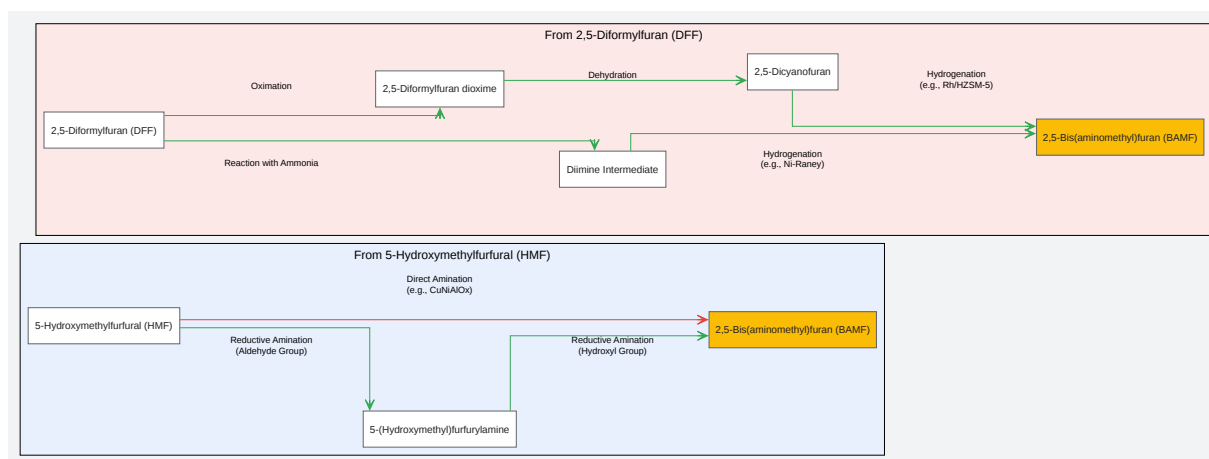 From 2,5-Diformylfuran (DFF)
Oximation
2,5-Diformylfuran dioxime
Dehydration
2,5-Dicyanofuran
Hydrogenation
(e.g., Rh/HZSM-5)
2,5-Diformylfuran (DFF)
2,5-Bis(aminomethyl)furan (BAMF)
Reaction with Ammonia
Diimine Intermediate
Hydrogenation
(e.g., Ni-Raney)
From 5-Hydroxymethylfurfural (HMF)
Direct Amination
(e.g., CuNiAlOx)
5-Hydroxymethylfurfural (HMF)
2,5-Bis(aminomethyl)furan (BAMF)
Reductive Amination
(Aldehyde Group)
Reductive Amination
(Hydroxyl Group)
5-(Hydroxymethyl)furfurylamine